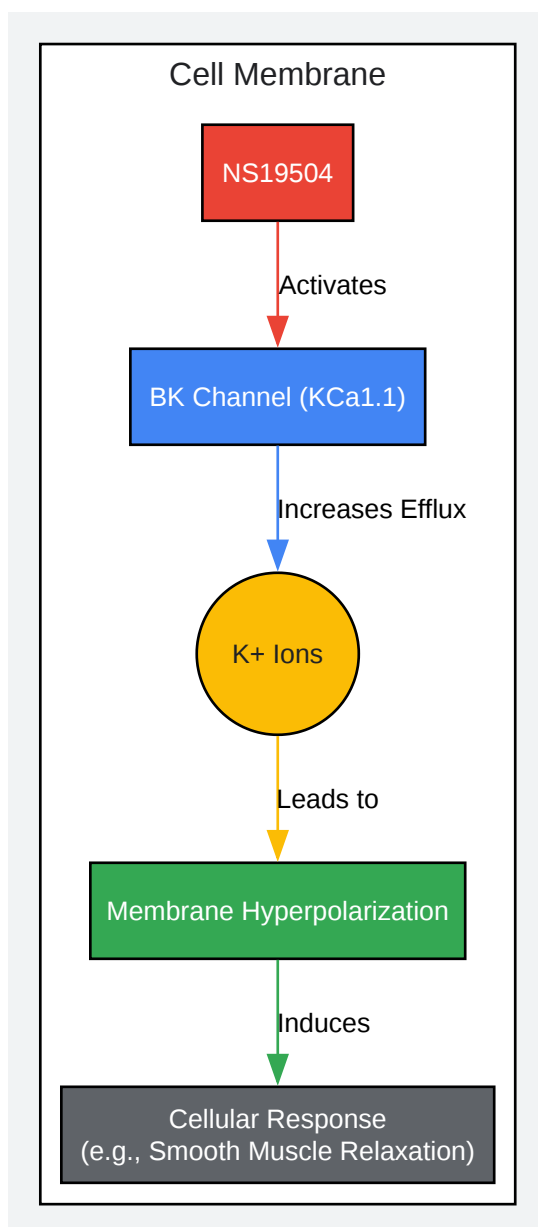 Cell Membrane
NS19504
Activates
BK Channel (KCa1.1)
Increases Efflux
K+ Ions
Leads to
Membrane Hyperpolarization
Induces
Cellular Response
(e.g., Smooth Muscle Relaxation)